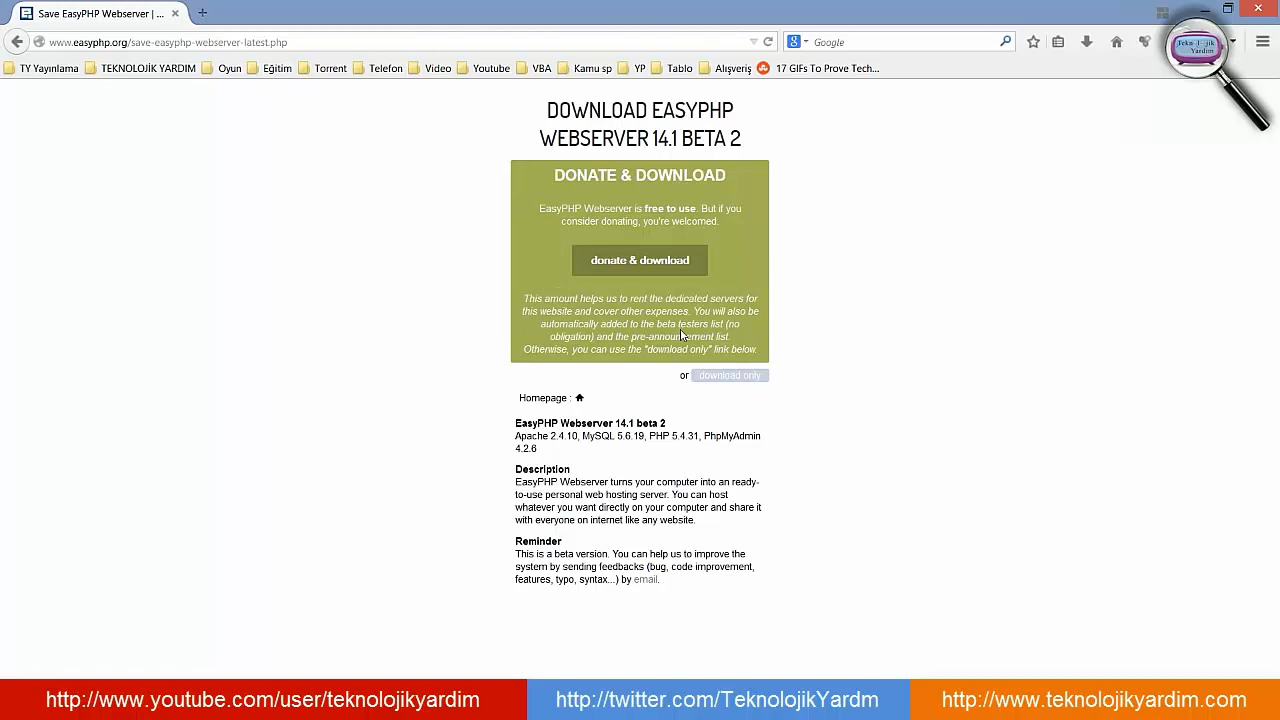 Save EasyPHP Webserver | ...
www.easyphp.org/save-easyphp-webserver-latest.php
Google
TY Yayınlama
TEKNOLOJİK YARDIM
Oyun
Eğitim
Torrent
Telefon
Video
Youtube
VBA
Kamu sp
YP
Tablo
Alışveriş
17 GIFs To Prove Tech...
Teknolojik
Yardım
DOWNLOAD EASYPHP
WEBSERVER 14.1 BETA 2
DONATE & DOWNLOAD
EasyPHP Webserver is free to use. But if you
consider donating, you're welcomed.
donate & download
This amount helps us to rent the dedicated servers for
this website and cover other expenses. You will also be
automatically added to the beta testers list (no
obligation) and the pre-announcement list.
Otherwise, you can use the "download only" link below.
or download only
Homepage :
EasyPHP Webserver 14.1 beta 2
Apache 2.4.10, MySQL 5.6.19, PHP 5.4.31, PhpMyAdmin
4.2.6
Description
EasyPHP Webserver turns your computer into an ready-
to-use personal web hosting server. You can host
whatever you want directly on your computer and share it
with everyone on internet like any website.
Reminder
This is a beta version. You can help us to improve the
system by sending feedbacks (bug, code improvement,
features, typo, syntax...) by email.
http://www.youtube.com/user/teknolojikyardim
http://twitter.com/TeknolojikYardm
http://www.teknolojikyardim.com